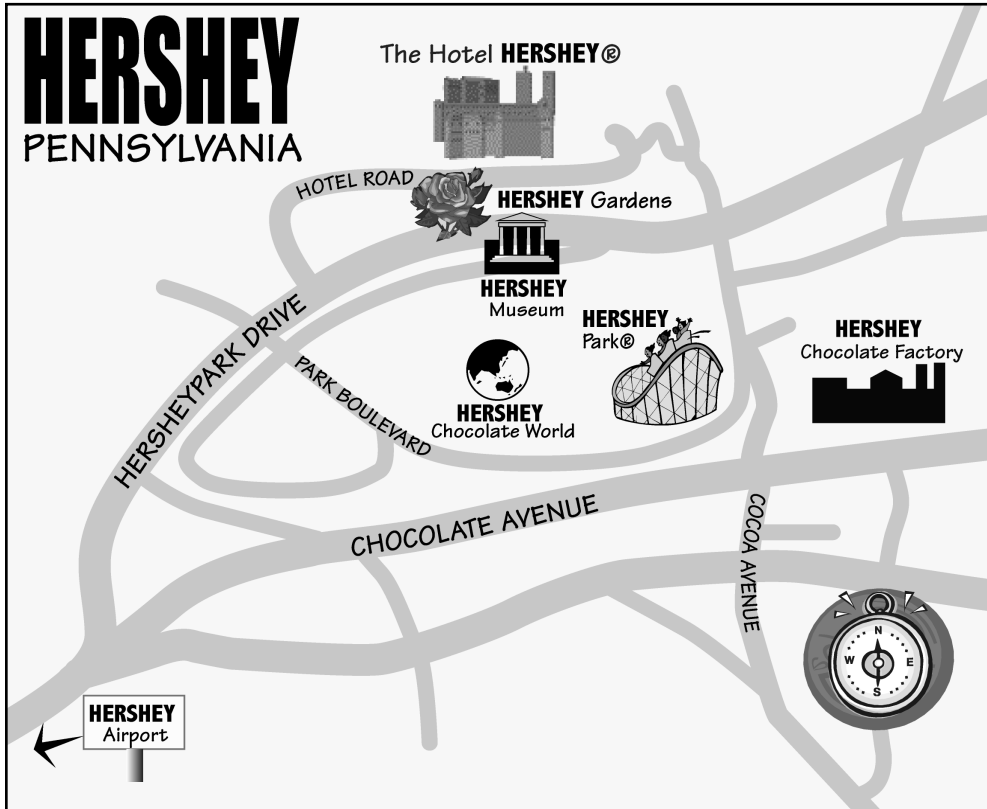 HERSHEY
PENNSYLVANIA
The Hotel HERSHEY®
HOTEL ROAD
HERSHEY Gardens
HERSHEY
Museum
HERSHEYPARK DRIVE
HERSHEY
Park®
HERSHEY
Chocolate Factory
PARK BOULEVARD
HERSHEY
Chocolate World
CHOCOLATE AVENUE
COCOA AVENUE
N
W
E
S
HERSHEY
Airport